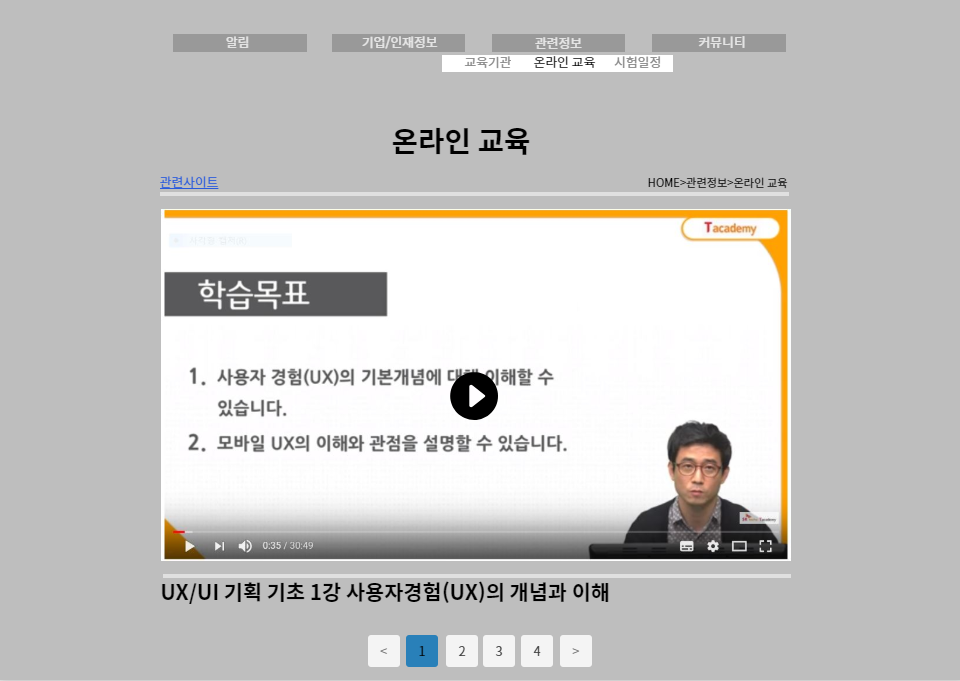 알림 기업/인재정보 관련정보 커뮤니티
교육기관 온라인 교육 시험일정
온라인 교육
관련사이트
HOME>관련정보>온라인 교육
T academy
학습목표
1. 사용자 경험(UX)의 기본개념에 대해 이해할 수
있습니다.
2. 모바일 UX의 이해와 관점을 설명할 수 있습니다.
0:35 / 30:49
UX/UI 기획 기초 1강 사용자경험(UX)의 개념과 이해
< 1 2 3 4 >